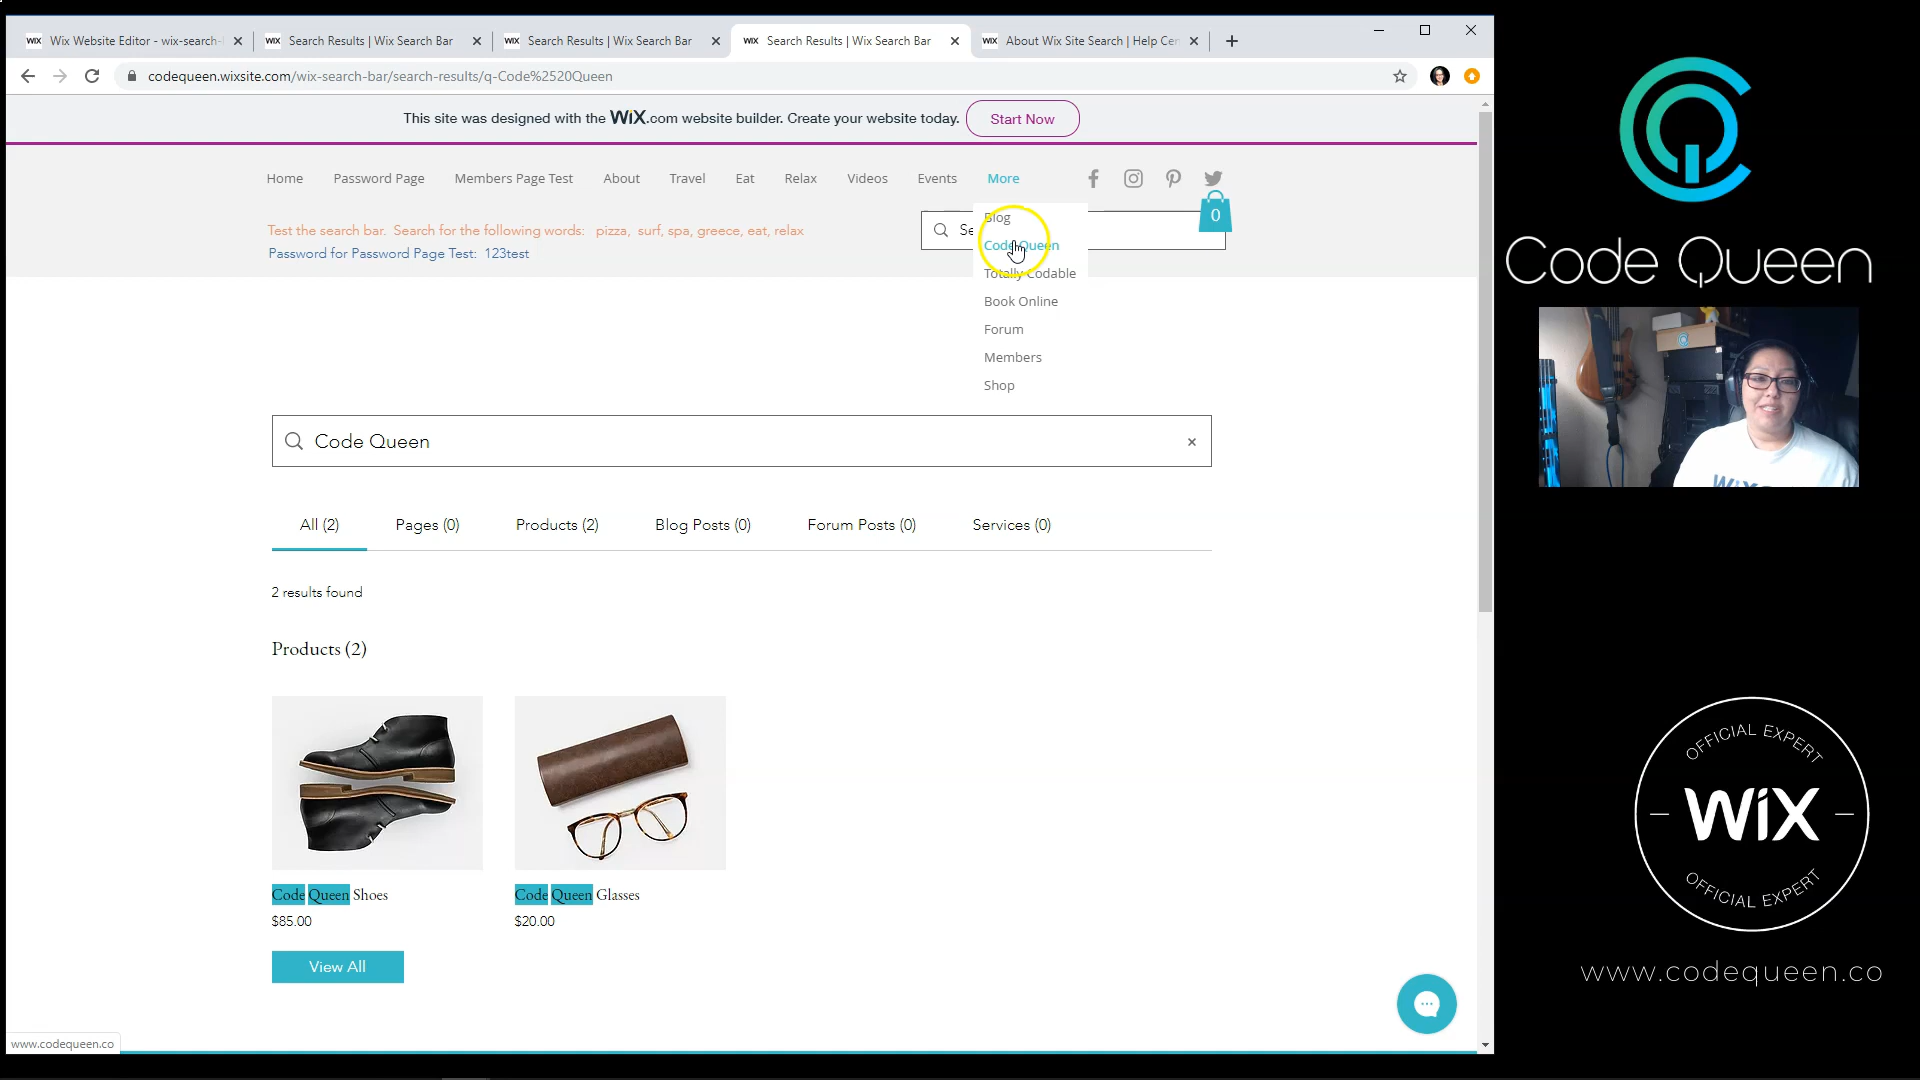 WiX Wix Website Editor - wix-search- WiX Search Results | Wix Search Bar WiX Search Results | Wix Search Bar WiX Search Results | Wix Search Bar WiX About Wix Site Search | Help Cen
codequeen.wixsite.com/wix-search-bar/search-results/q-Code%2520Queen
This site was designed with the WiX.com website builder. Create your website today. Start Now
Home Password Page Members Page Test About Travel Eat Relax Videos Events More
0
Test the search bar. Search for the following words: pizza, surf, spa, greece, eat, relax
Password for Password Page Test: 123test
Blog
Code Queen
Totally Codable
Book Online
Forum
Members
Shop
Code Queen
All (2) Pages (0) Products (2) Blog Posts (0) Forum Posts (0) Services (0)
2 results found
Products (2)
Code Queen Shoes
$85.00
Code Queen Glasses
$20.00
View All
www.codequeen.co
Code Queen
OFFICIAL EXPERT
WiX
OFFICIAL EXPERT
www.codequeen.co